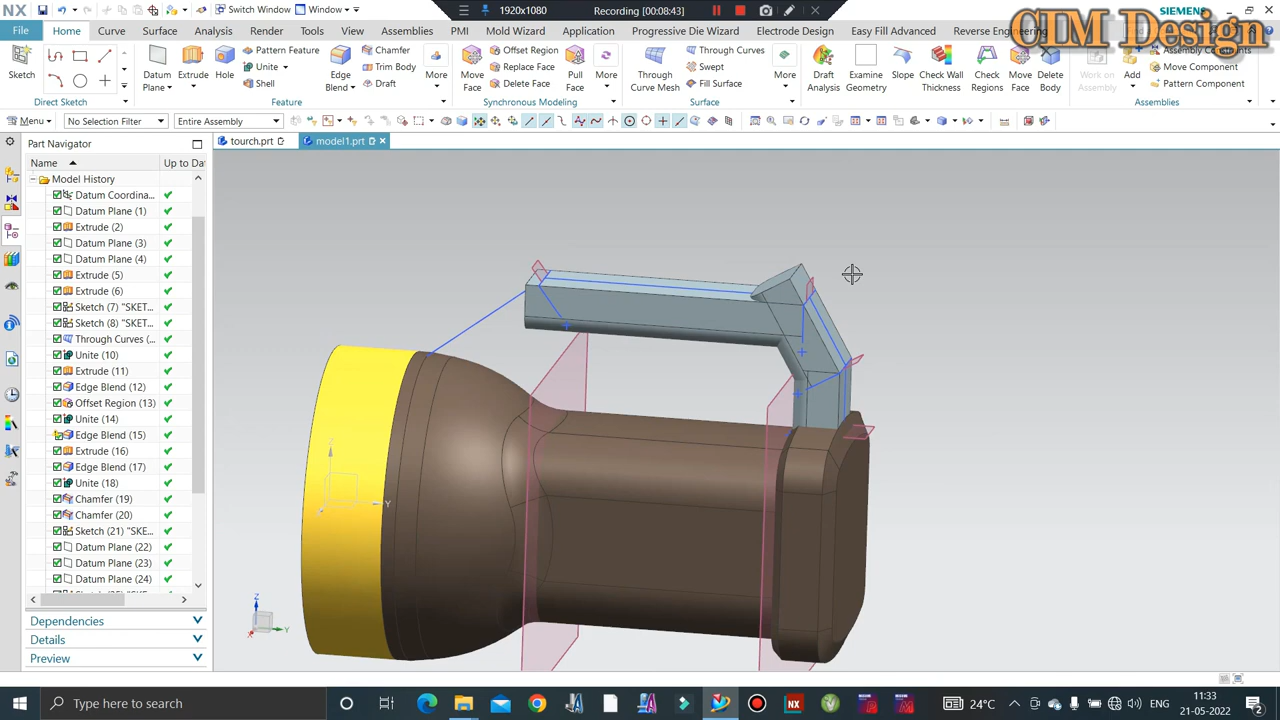 NX
Switch Window
Window
1920x1080
Recording [00:08:43]
SIEMENS
CIM Design
File
Home
Curve
Surface
Analysis
Render
Tools
View
Assemblies
PMI
Mold Wizard
Application
Progressive Die Wizard
Electrode Design
Easy Fill Advanced
Reverse Engineering
Sketch
Datum Plane
Extrude
Hole
Pattern Feature
Unite
Shell
Edge Blend
Chamfer
Trim Body
Draft
More
Move Face
Offset Region
Replace Face
Delete Face
Pull Face
More
Through Curve Mesh
Through Curves
Swept
Fill Surface
More
Draft Analysis
Examine Geometry
Slope
Check Wall Thickness
Check Regions
Move Face
Delete Body
Work on Assembly
Add
Assembly Constraints
Move Component
Pattern Component
Direct Sketch
Feature
Synchronous Modeling
Surface
Assemblies
Menu
No Selection Filter
Entire Assembly
Part Navigator
tourch.prt
model1.prt
Name
Up to Da
Model History
Datum Coordina...
Datum Plane (1)
Extrude (2)
Datum Plane (3)
Datum Plane (4)
Extrude (5)
Extrude (6)
Sketch (7) "SKET...
Sketch (8) "SKET...
Through Curves (...
Unite (10)
Extrude (11)
Edge Blend (12)
Offset Region (13)
Unite (14)
Edge Blend (15)
Extrude (16)
Edge Blend (17)
Unite (18)
Chamfer (19)
Chamfer (20)
Sketch (21) "SKE...
Datum Plane (22)
Datum Plane (23)
Datum Plane (24)
Dependencies
Details
Preview
Z
Y
X
Z
Y
X
Type here to search
24°C
ENG
11:33
21-05-2022